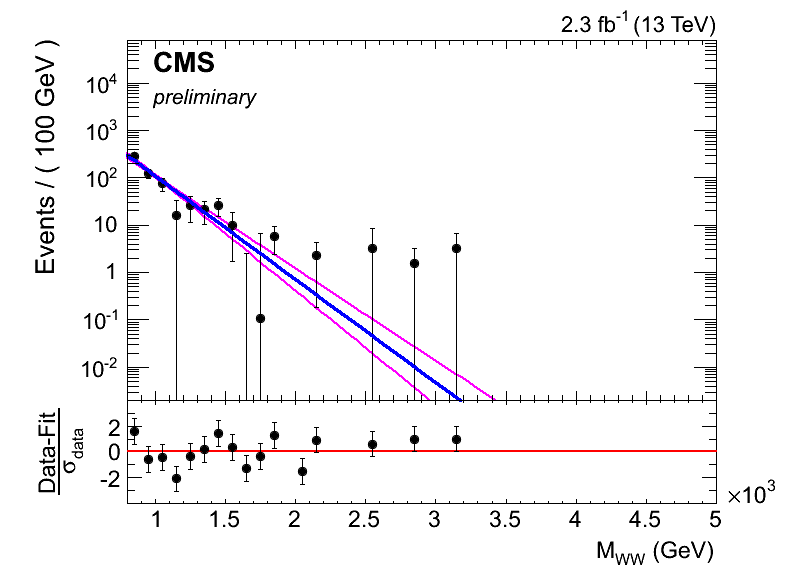 2.3 fb⁻¹ (13 TeV)
CMS
preliminary
Events / ( 100 GeV )
10⁴
10³
10²
10
1
10⁻¹
10⁻²
Data-Fit
σdata
2
0
-2
1 1.5 2 2.5 3 3.5 4 4.5 5
×10³
M_WW (GeV)